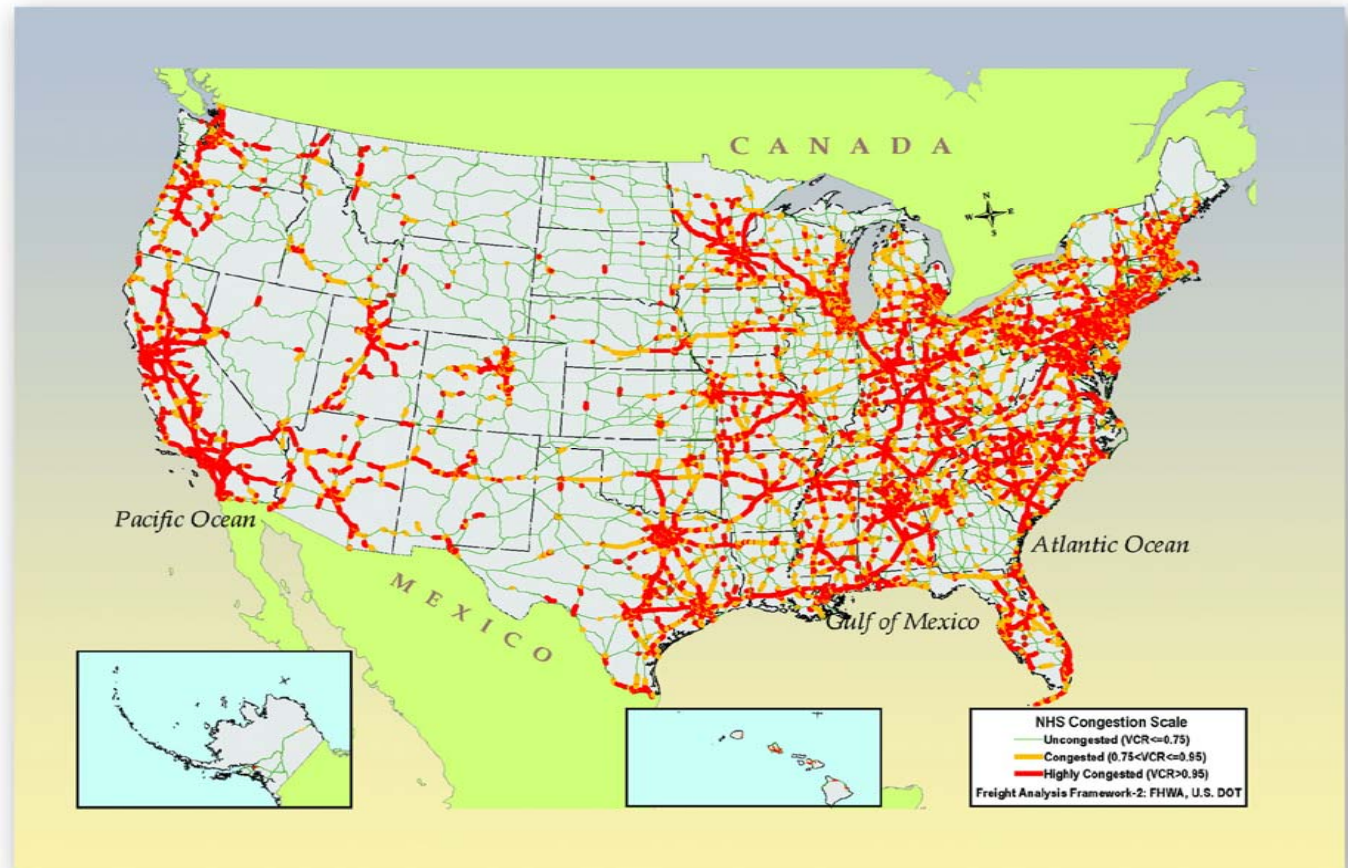 CANADA
N
W E
S
Pacific Ocean
Atlantic Ocean
MEXICO
Gulf of Mexico
NHS Congestion Scale
Uncongested (VCR<=0.75)
Congested (0.75<VCR<=0.95)
Highly Congested (VCR>0.95)
Freight Analysis Framework-2: FHWA, U.S. DOT